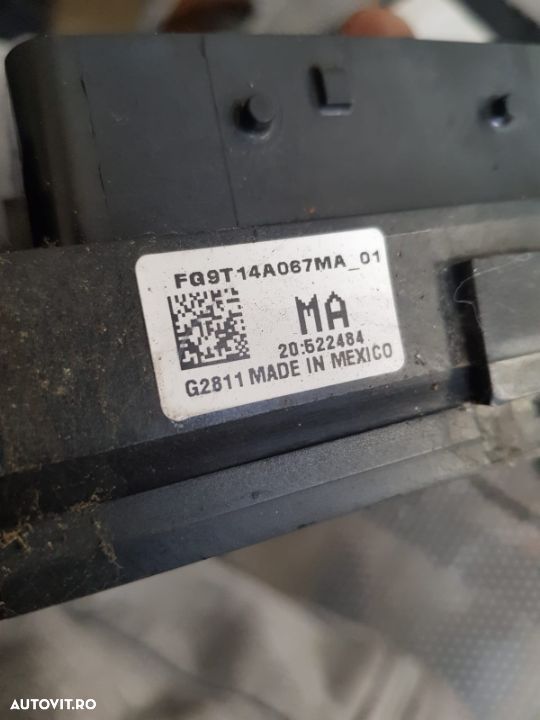 FG9T14A067MA_01
MA
20:522484
G2811 MADE IN MEXICO
AUTOVIT.RO